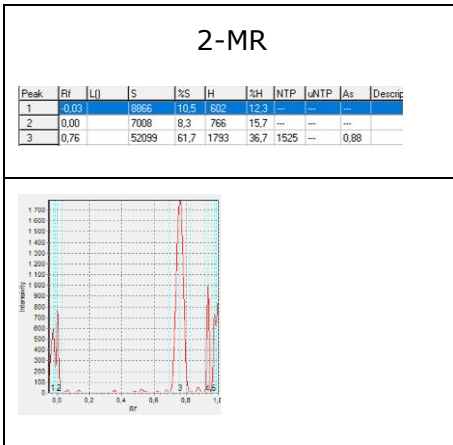 2-MR
Peak Rf L() S %S H %H NTP uNTP As Descrip
1 -0,03 8866 10,5 602 12,3 --- --- ---
2 0,00 7008 8,3 766 15,7 --- --- ---
3 0,76 52099 61,7 1793 36,7 1525 --- 0,88
1 700
1 600
1 500
1 400
1 300
1 200
1 100
1 000
900
800
700
600
500
400
300
200
100
0
Intensivity
1 2 3 4 5
0,0 0,2 0,4 0,6 0,8 1,0
Rf